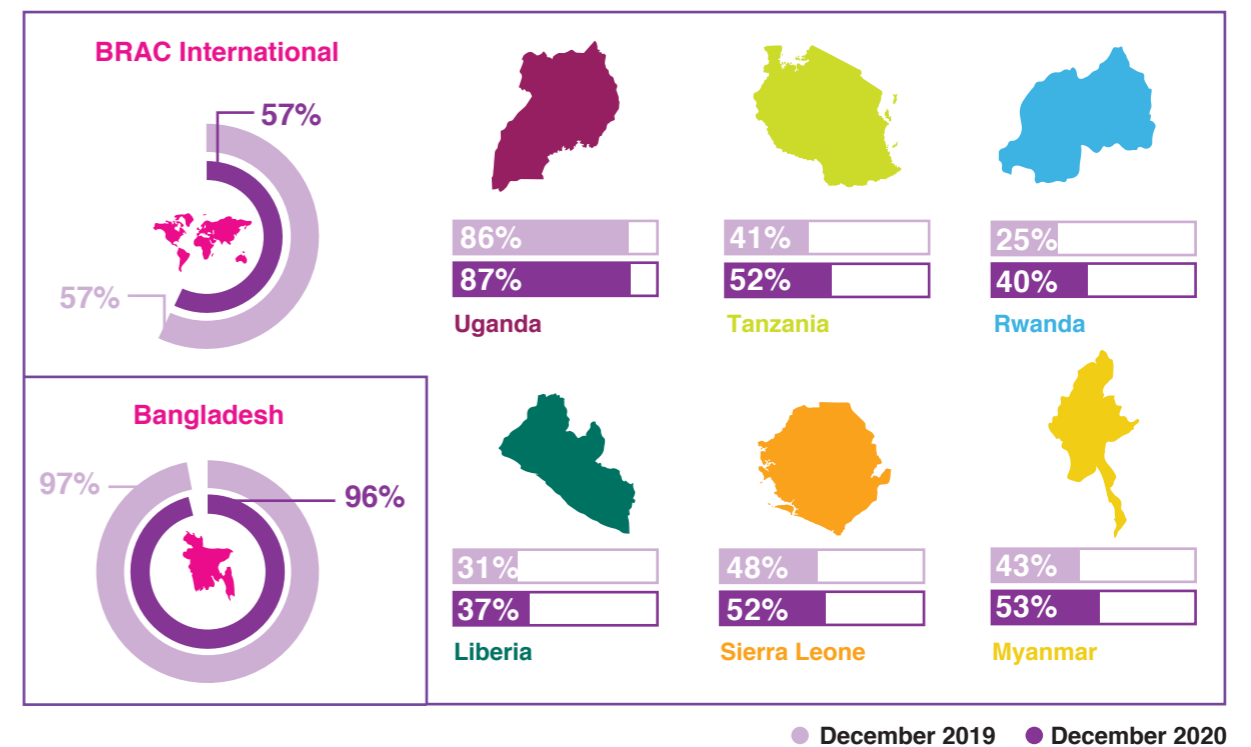 BRAC International
57%
57%
Bangladesh
97%
96%
86%
87%
Uganda
41%
52%
Tanzania
25%
40%
Rwanda
31%
37%
Liberia
48%
52%
Sierra Leone
43%
53%
Myanmar
December 2019 December 2020